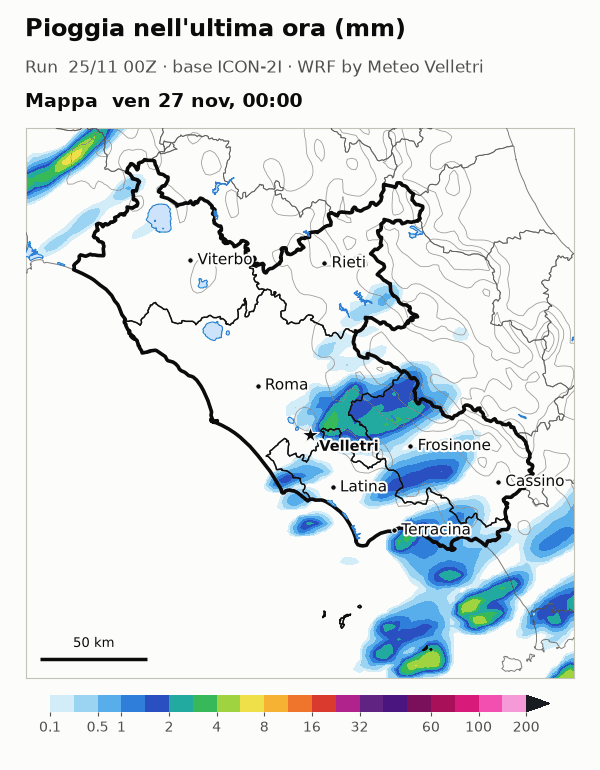 Pioggia nell'ultima ora (mm)
Run  25/11 00Z · base ICON-2I · WRF by Meteo Velletri
Mappa  ven 27 nov, 00:00
Viterbo
Rieti
Roma
Velletri
Frosinone
Latina
Cassino
Terracina
50 km
0.1 0.5 1 2 4 8 16 32 60 100 200